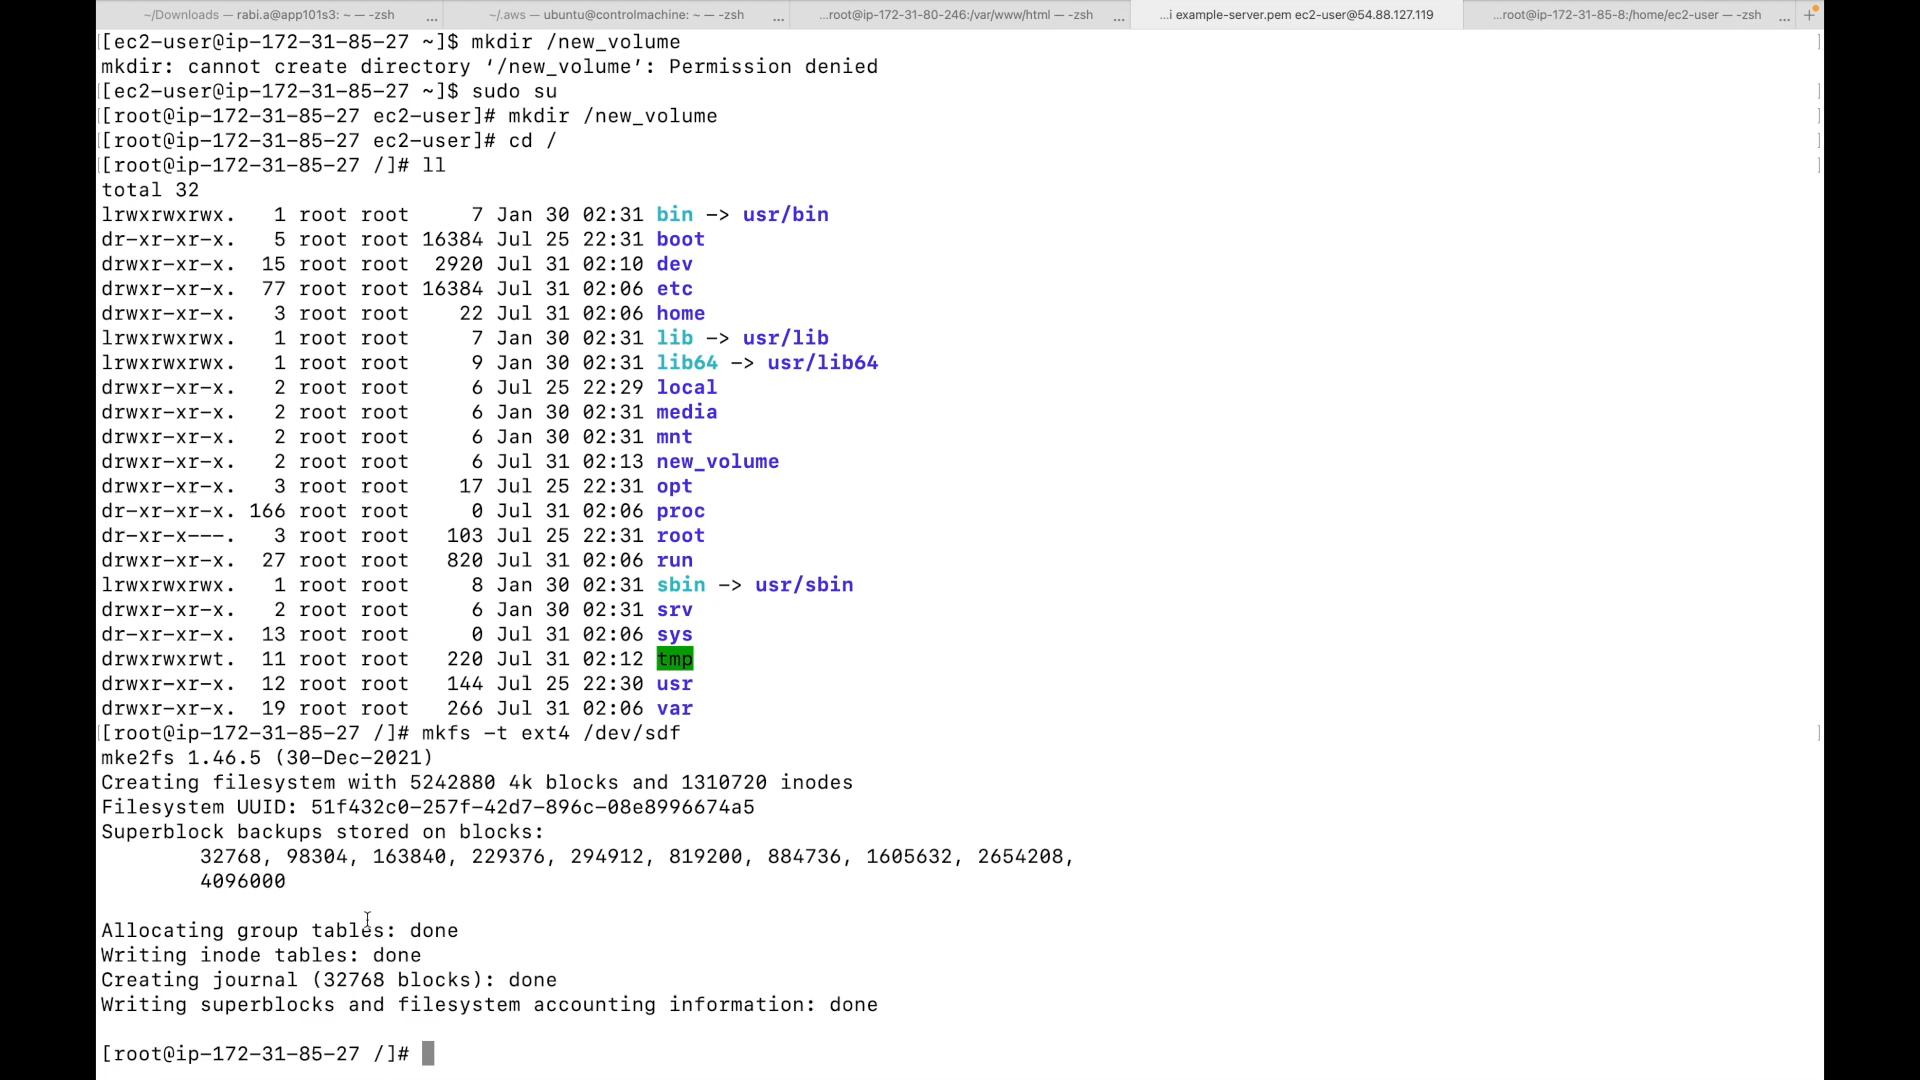 ~/Downloads — rabi.a@app101s3: ~ — -zsh ... ~/.aws — ubuntu@controlmachine: ~ — -zsh ... ...root@ip-172-31-80-246:/var/www/html — -zsh ... ...i example-server.pem ec2-user@54.88.127.119 ...root@ip-172-31-85-8:/home/ec2-user — -zsh ... +
[ec2-user@ip-172-31-85-27 ~]$ mkdir /new_volume
mkdir: cannot create directory ‘/new_volume’: Permission denied
[ec2-user@ip-172-31-85-27 ~]$ sudo su
[root@ip-172-31-85-27 ec2-user]# mkdir /new_volume
[root@ip-172-31-85-27 ec2-user]# cd /
[root@ip-172-31-85-27 /]# ll
total 32
lrwxrwxrwx.   1 root root     7 Jan 30 02:31 bin -> usr/bin
dr-xr-xr-x.   5 root root 16384 Jul 25 22:31 boot
drwxr-xr-x.  15 root root  2920 Jul 31 02:10 dev
drwxr-xr-x.  77 root root 16384 Jul 31 02:06 etc
drwxr-xr-x.   3 root root    22 Jul 31 02:06 home
lrwxrwxrwx.   1 root root     7 Jan 30 02:31 lib -> usr/lib
lrwxrwxrwx.   1 root root     9 Jan 30 02:31 lib64 -> usr/lib64
drwxr-xr-x.   2 root root     6 Jul 25 22:29 local
drwxr-xr-x.   2 root root     6 Jan 30 02:31 media
drwxr-xr-x.   2 root root     6 Jan 30 02:31 mnt
drwxr-xr-x.   2 root root     6 Jul 31 02:13 new_volume
drwxr-xr-x.   3 root root    17 Jul 25 22:31 opt
dr-xr-xr-x. 166 root root     0 Jul 31 02:06 proc
dr-xr-x---.   3 root root   103 Jul 25 22:31 root
drwxr-xr-x.  27 root root   820 Jul 31 02:06 run
lrwxrwxrwx.   1 root root     8 Jan 30 02:31 sbin -> usr/sbin
drwxr-xr-x.   2 root root     6 Jan 30 02:31 srv
dr-xr-xr-x.  13 root root     0 Jul 31 02:06 sys
drwxrwxrwt.  11 root root   220 Jul 31 02:12 tmp
drwxr-xr-x.  12 root root   144 Jul 25 22:30 usr
drwxr-xr-x.  19 root root   266 Jul 31 02:06 var
[root@ip-172-31-85-27 /]# mkfs -t ext4 /dev/sdf
mke2fs 1.46.5 (30-Dec-2021)
Creating filesystem with 5242880 4k blocks and 1310720 inodes
Filesystem UUID: 51f432c0-257f-42d7-896c-08e8996674a5
Superblock backups stored on blocks:
        32768, 98304, 163840, 229376, 294912, 819200, 884736, 1605632, 2654208,
        4096000
Allocating group tables: done
Writing inode tables: done
Creating journal (32768 blocks): done
Writing superblocks and filesystem accounting information: done
[root@ip-172-31-85-27 /]#